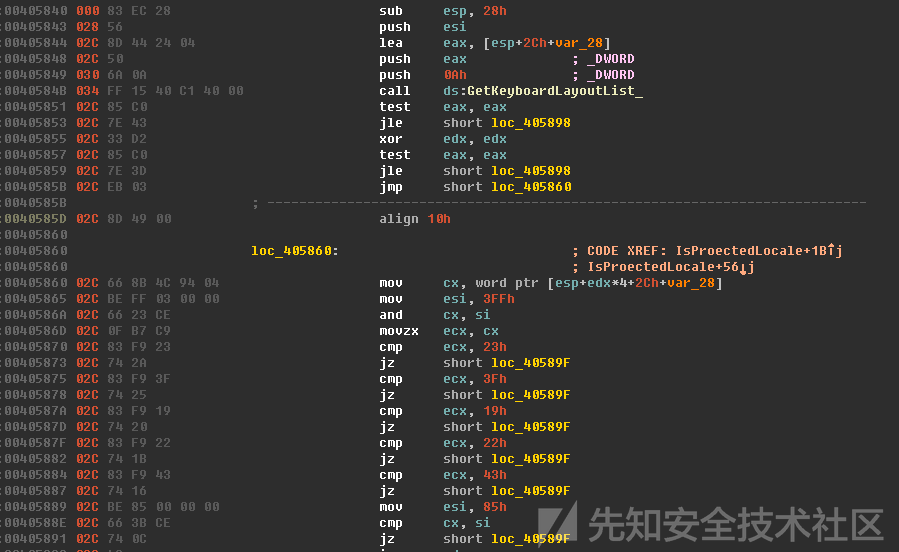 :00405840 000 83 EC 28 sub esp, 28h
:00405843 028 56 push esi
:00405844 02C 8D 44 24 04 lea eax, [esp+2Ch+var_28]
:00405848 02C 50 push eax ; _DWORD
:00405849 030 6A 0A push 0Ah ; _DWORD
:0040584B 034 FF 15 40 C1 40 00 call ds:GetKeyboardLayoutList_
:00405851 02C 85 C0 test eax, eax
:00405853 02C 7E 43 jle short loc_405898
:00405855 02C 33 D2 xor edx, edx
:00405857 02C 85 C0 test eax, eax
:00405859 02C 7E 3D jle short loc_405898
:0040585B 02C EB 03 jmp short loc_405860
:0040585B ; ---------------------------------------------------------------------------
:0040585D 02C 8D 49 00 align 10h
:00405860
:00405860 loc_405860: ; CODE XREF: IsProectedLocale+1B↑j
:00405860 ; IsProectedLocale+56↓j
:00405860 02C 66 8B 4C 94 04 mov cx, word ptr [esp+edx*4+2Ch+var_28]
:00405865 02C BE FF 03 00 00 mov esi, 3FFh
:0040586A 02C 66 23 CE and cx, si
:0040586D 02C 0F B7 C9 movzx ecx, cx
:00405870 02C 83 F9 23 cmp ecx, 23h
:00405873 02C 74 2A jz short loc_40589F
:00405875 02C 83 F9 3F cmp ecx, 3Fh
:00405878 02C 74 25 jz short loc_40589F
:0040587A 02C 83 F9 19 cmp ecx, 19h
:0040587D 02C 74 20 jz short loc_40589F
:0040587F 02C 83 F9 22 cmp ecx, 22h
:00405882 02C 74 1B jz short loc_40589F
:00405884 02C 83 F9 43 cmp ecx, 43h
:00405887 02C 74 16 jz short loc_40589F
:00405889 02C BE 85 00 00 00 mov esi, 85h
:0040588E 02C 66 3B CE cmp cx, si
:00405891 02C 74 0C jz short loc_40589F
先知安全技术社区